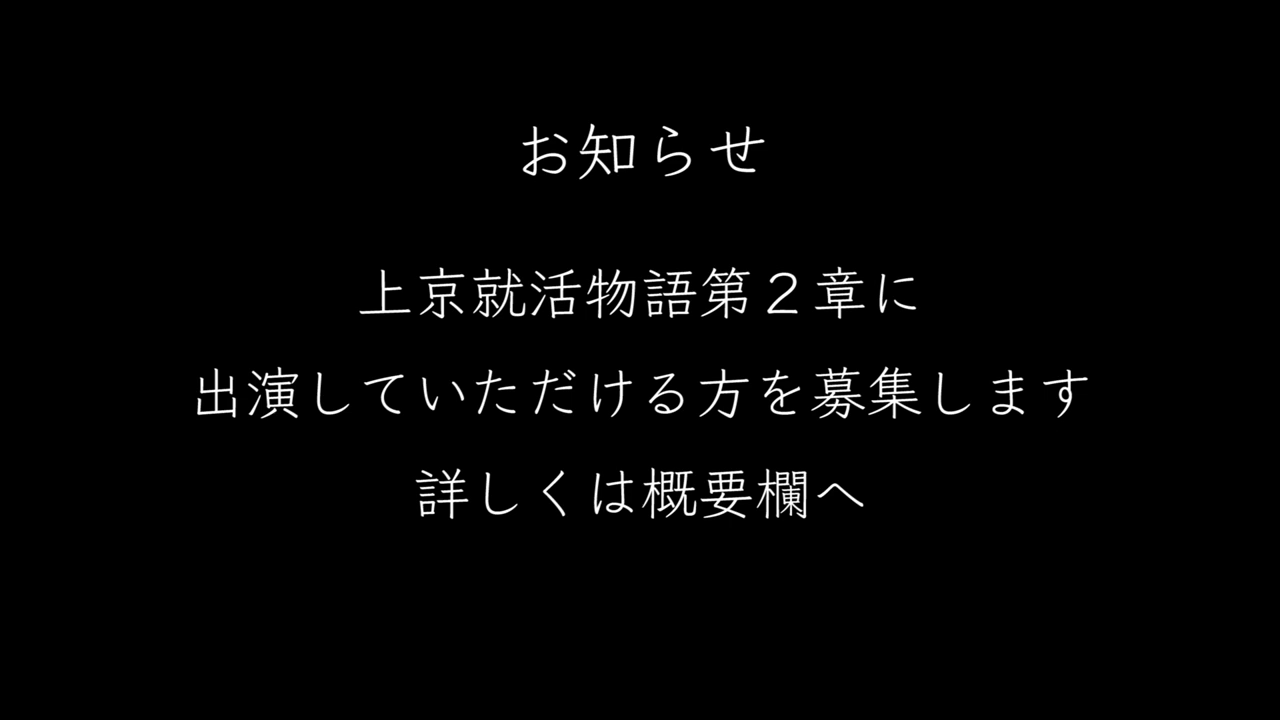 お知らせ
上京就活物語第２章に
出演していただける方を募集します
詳しくは概要欄へ